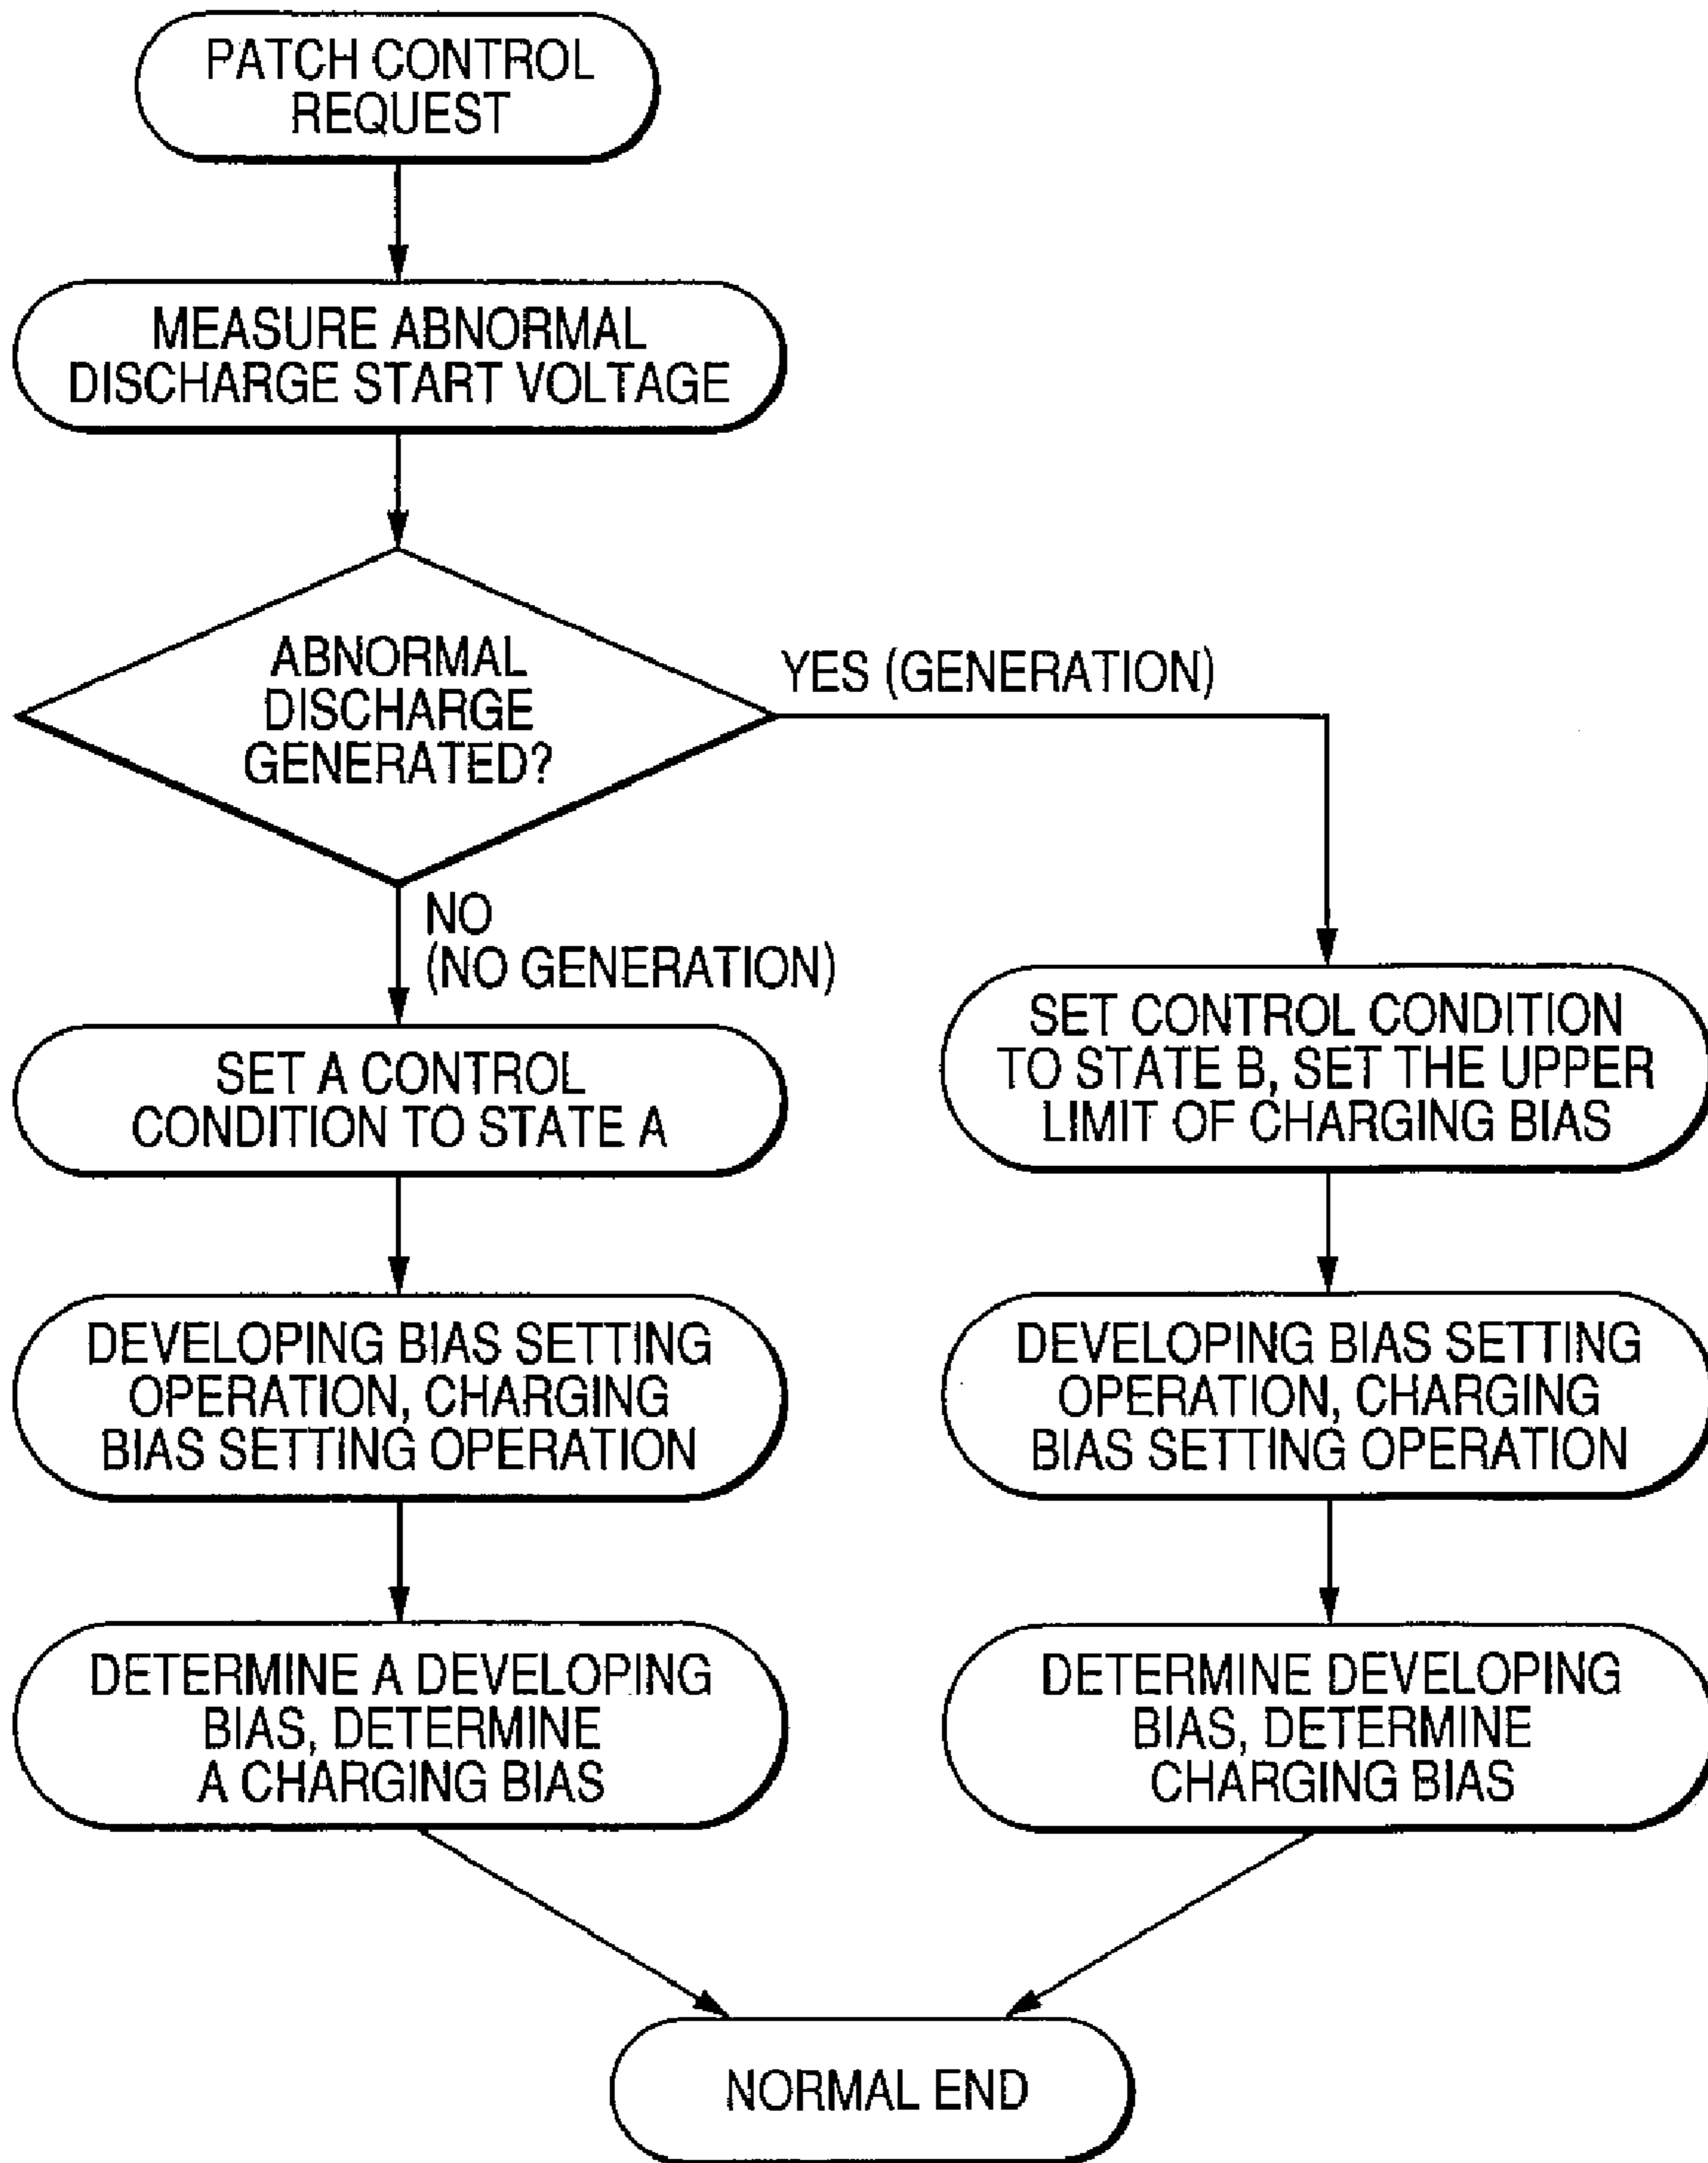 PATCH CONTROL
REQUEST
MEASURE ABNORMAL
DISCHARGE START VOLTAGE
ABNORMAL
DISCHARGE
GENERATED?
YES (GENERATION)
NO
(NO GENERATION)
SET A CONTROL
CONDITION TO STATE A
DEVELOPING BIAS SETTING
OPERATION, CHARGING
BIAS SETTING OPERATION
DETERMINE A DEVELOPING
BIAS, DETERMINE
A CHARGING BIAS
SET CONTROL CONDITION
TO STATE B, SET THE UPPER
LIMIT OF CHARGING BIAS
DEVELOPING BIAS SETTING
OPERATION, CHARGING
BIAS SETTING OPERATION
DETERMINE DEVELOPING
BIAS, DETERMINE
CHARGING BIAS
NORMAL END